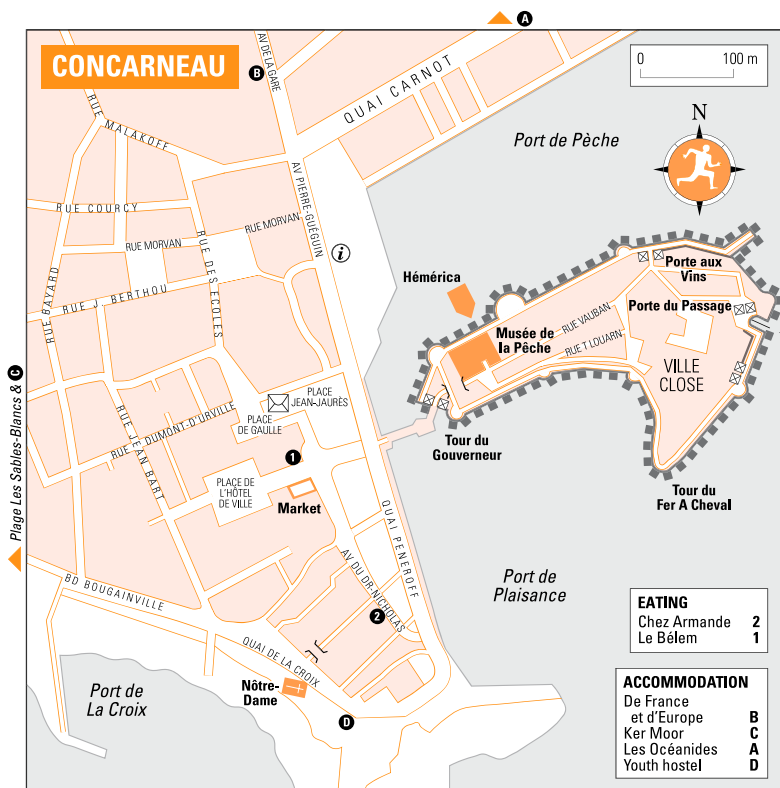 A
CONCARNEAU
AV DE LA GARE
B
QUAI CARNOT
0 100 m
N
Port de Pèche
RUE MALAKOFF
AV PIERRE-GUÉGUIN
RUE COURCY
RUE MORVAN
RUE MORVAN
i
RUE DES ECOLES
RUE BAYARD
RUE J. BERTHOU
Hémérica
Porte aux
Vins
Porte du Passage
Musée de
la Pêche
RUE VAUBAN
RUE T LOUARN
VILLE
CLOSE
Plage Les Sables-Blancs & C
PLACE
JEAN-JAURÈS
PLACE
DE GAULLE
RUE DUMONT-D'URVILLE
RUE JEAN BART
Tour du
Gouverneur
1
PLACE DE
L'HÔTEL
DE VILLE
Market
Tour du
Fer A Cheval
QUAI PENEROFF
AV DU DR-NICHOLAS
BD BOUGAINVILLE
Port de
Plaisance
2
QUAI DE LA CROIX
Nôtre-
Dame
Port de
La Croix
D
EATING
Chez Armande 2
Le Bélem 1
ACCOMMODATION
De France
et d'Europe B
Ker Moor C
Les Océanides A
Youth hostel D